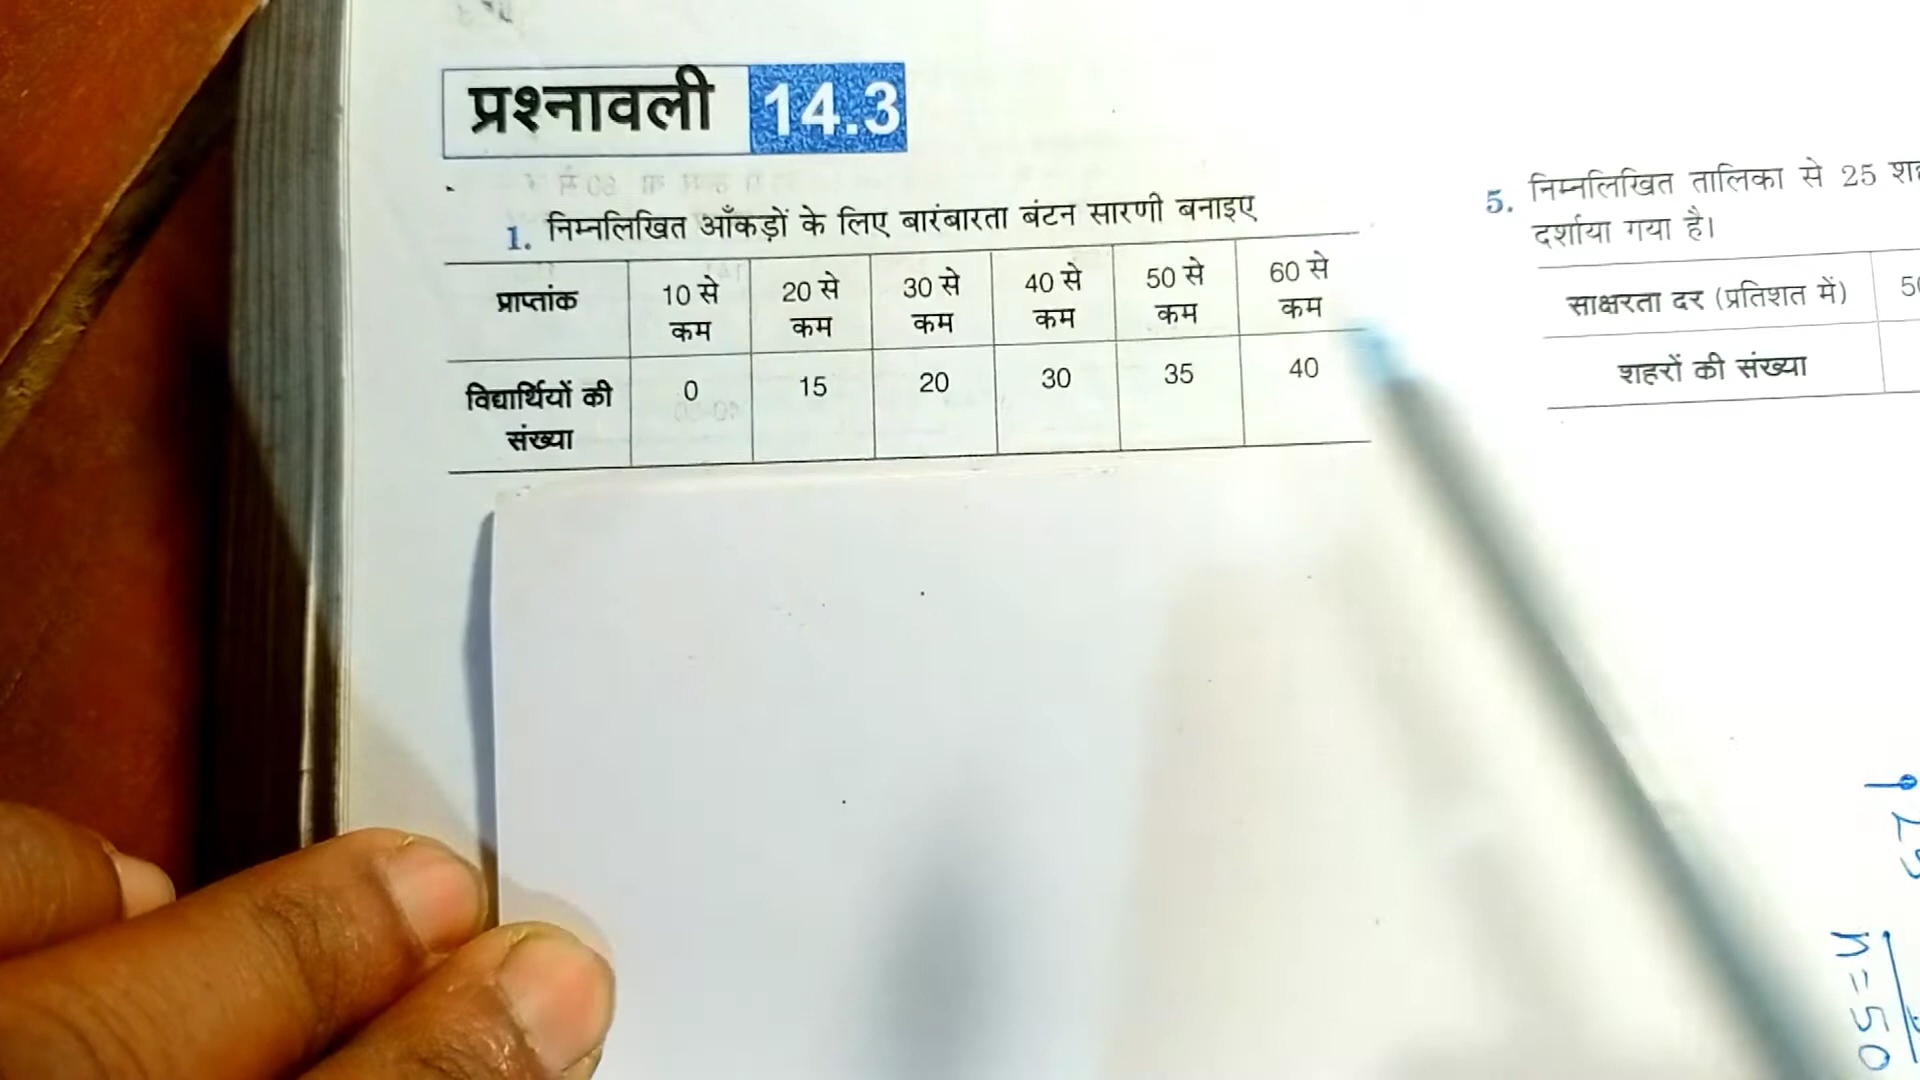 प्रश्नावली 14.3
1. निम्नलिखित आँकड़ों के लिए बारंबारता बंटन सारणी बनाइए
प्राप्तांक 10 से कम 20 से कम 30 से कम 40 से कम 50 से कम 60 से कम
विद्यार्थियों की संख्या 0 15 20 30 35 40
5. निम्नलिखित तालिका से 25
दर्शाया गया है।
साक्षरता दर (प्रतिशत में)
शहरों की संख्या
n = 50